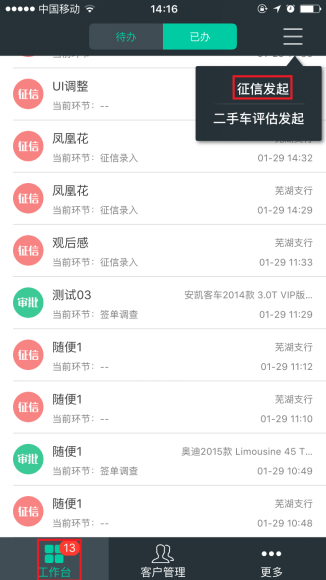 中国移动 14:16
待办 已办
征信发起
二手车评估发起
征信 UI调整
当前环节：--
征信 凤凰花
当前环节：征信录入 01-29 14:32
征信 凤凰花 芜湖支行
当前环节：征信录入 01-29 14:29
征信 观后感 芜湖支行
当前环节：征信录入 01-29 11:33
审批 测试03 安凯客车2014款 3.0T VIP版...
当前环节：签单调查 01-29 11:29
征信 随便1 芜湖支行
当前环节：-- 01-29 11:12
征信 随便1 芜湖支行
当前环节：-- 01-29 11:10
审批 随便1 奥迪2015款 Limousine 45 T...
当前环节：签单调查 01-29 10:49
征信 随便1 芜湖支行
当前环节：-- 01-29 10:48
13
工作台 客户管理 更多